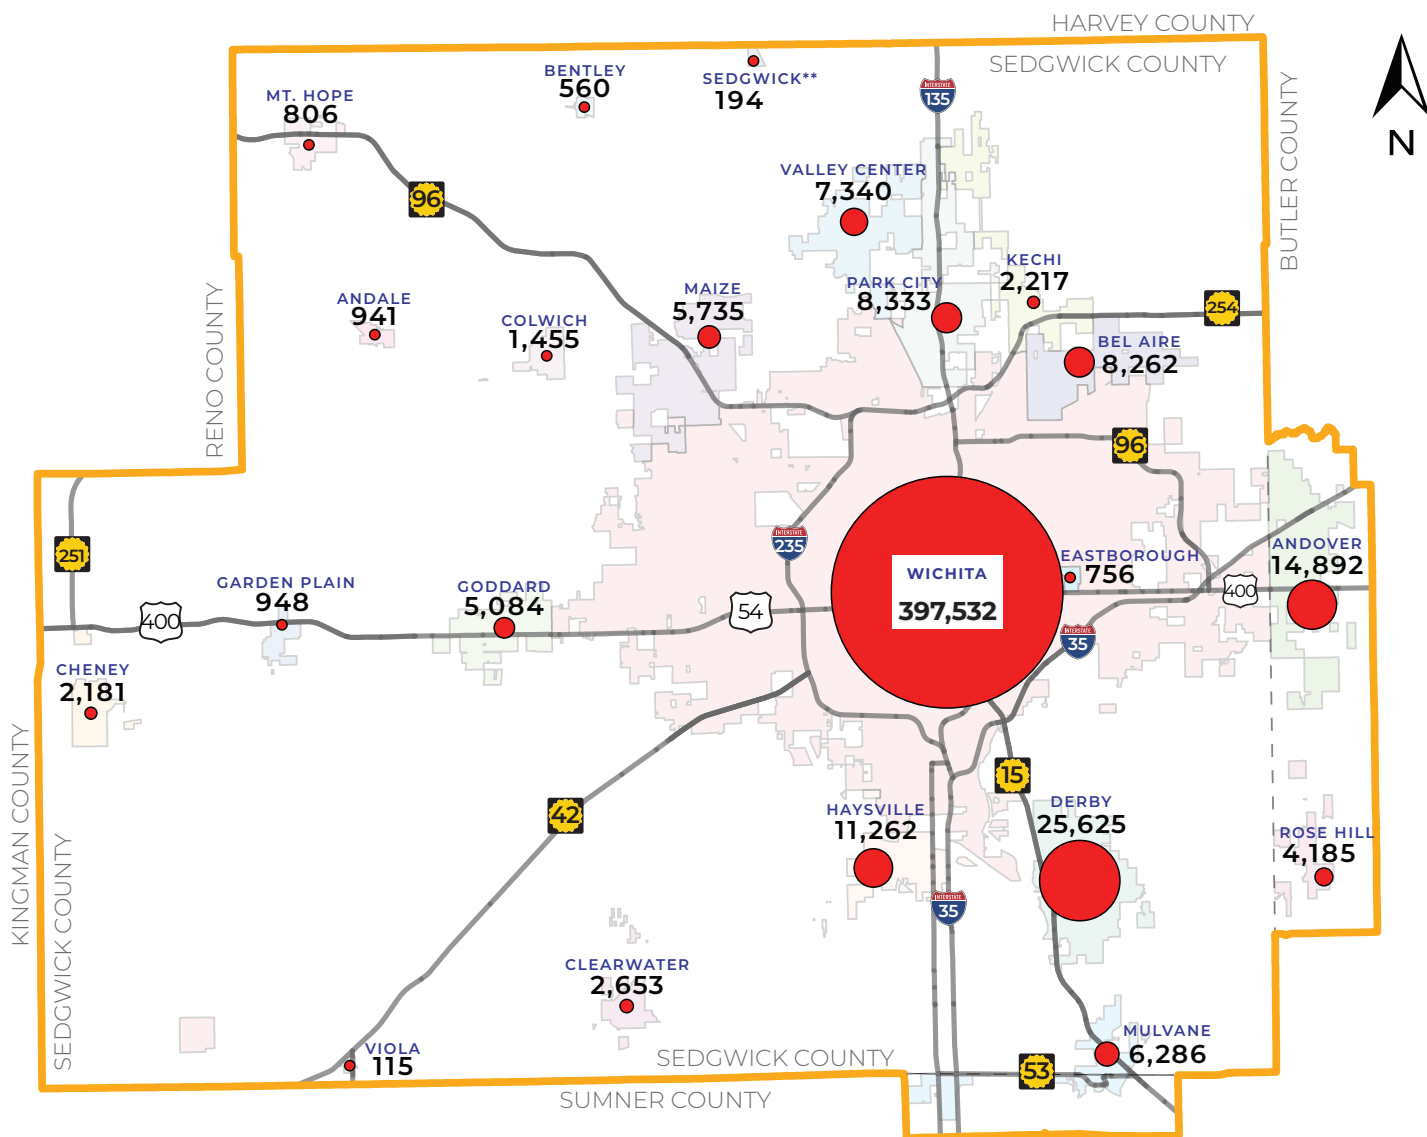 HARVEY COUNTY
SEDGWICK COUNTY
BENTLEY
560
SEDGWICK**
194
MT. HOPE
806
INTERSTATE
135
N
BUTLER COUNTY
VALLEY CENTER
7,340
96
KECHI
2,217
PARK CITY
8,333
MAIZE
5,735
ANDALE
941
COLWICH
1,455
254
BEL AIRE
8,262
RENO COUNTY
96
251
INTERSTATE
235
EASTBOROUGH
756
ANDOVER
14,892
WICHITA
397,532
GARDEN PLAIN
948
GODDARD
5,084
400
54
400
INTERSTATE
35
CHENEY
2,181
KINGMAN COUNTY
SEDGWICK COUNTY
15
42
HAYSVILLE
11,262
DERBY
25,625
ROSE HILL
4,185
INTERSTATE
35
CLEARWATER
2,653
VIOLA
115
SEDGWICK COUNTY
MULVANE
6,286
53
SUMNER COUNTY